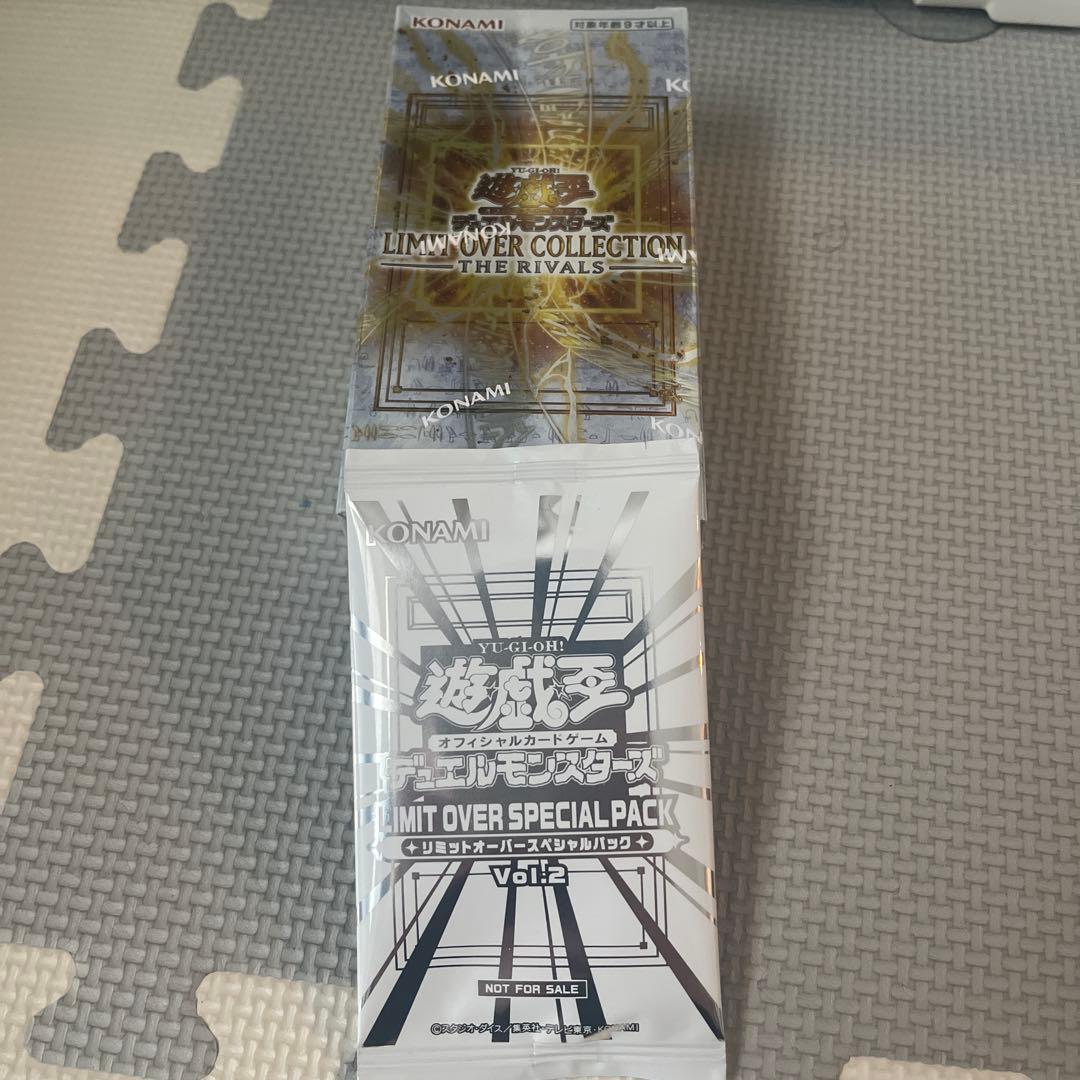 KONAMI
対象年齢9才以上
KONAMI
YU-GI-OH!
遊戯王
デュエルモンスターズ
KONAMI
LIMIT OVER COLLECTION
THE RIVALS
KONAMI
KONAMI
YU-GI-OH!
遊戯王
オフィシャルカードゲーム
デュエルモンスターズ
LIMIT OVER SPECIAL PACK
リミットオーバースペシャルパック
Vol.2
NOT FOR SALE
©スタジオ・ダイス/集英社・テレビ東京・KONAMI